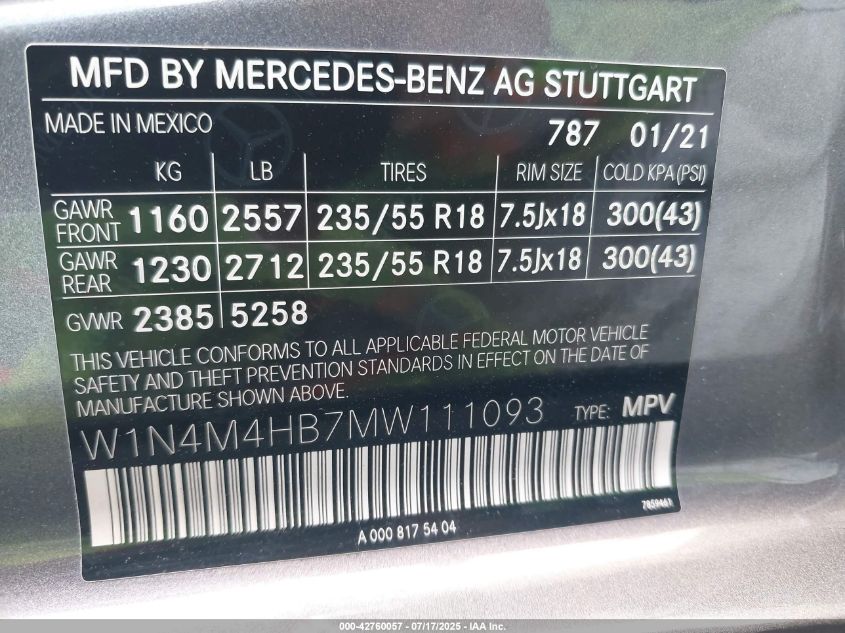 MFD BY MERCEDES-BENZ AG STUTTGART
MADE IN MEXICO 787 01/21
KG LB TIRES RIM SIZE COLD KPA (PSI)
GAWR FRONT 1160 2557 235/55 R18 7.5Jx18 300(43)
GAWR REAR 1230 2712 235/55 R18 7.5Jx18 300(43)
GVWR 2385 5258
THIS VEHICLE CONFORMS TO ALL APPLICABLE FEDERAL MOTOR VEHICLE
SAFETY AND THEFT PREVENTION STANDARDS IN EFFECT ON THE DATE OF
MANUFACTURE SHOWN ABOVE.
W1N4M4HB7MW111093 TYPE: MPV
7859461
A 000 817 54 04
000-42760057 - 07/17/2025 - IAA Inc.